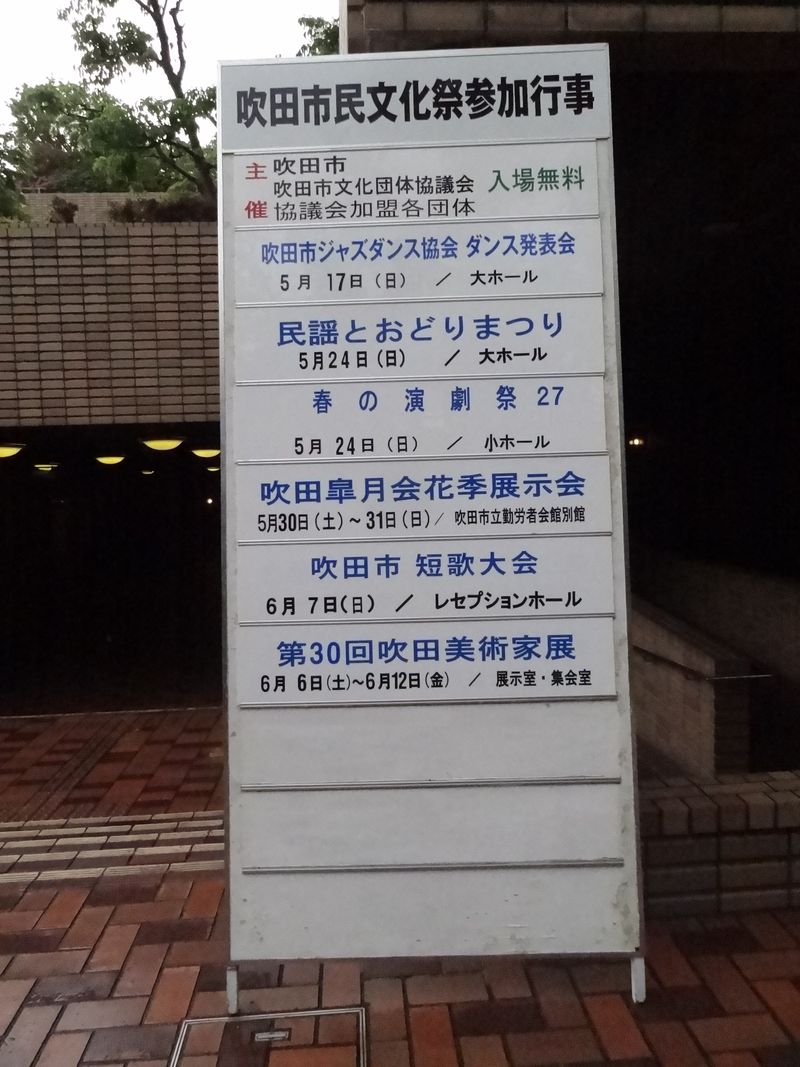 吹田市民文化祭参加行事
主催 吹田市
吹田市文化団体協議会
協議会加盟各団体
入場無料
吹田市ジャズダンス協会 ダンス発表会
5月 17日(日) / 大ホール
民謡とおどりまつり
5月24日(日) / 大ホール
春の演劇祭 27
5月 24日(日) / 小ホール
吹田皐月会花季展示会
5月30日(土)~31日(日)/ 吹田市立勤労者会館別館
吹田市 短歌大会
6月 7日(日) / レセプションホール
第30回吹田美術家展
6月 6日(土)~6月12日(金) / 展示室・集会室